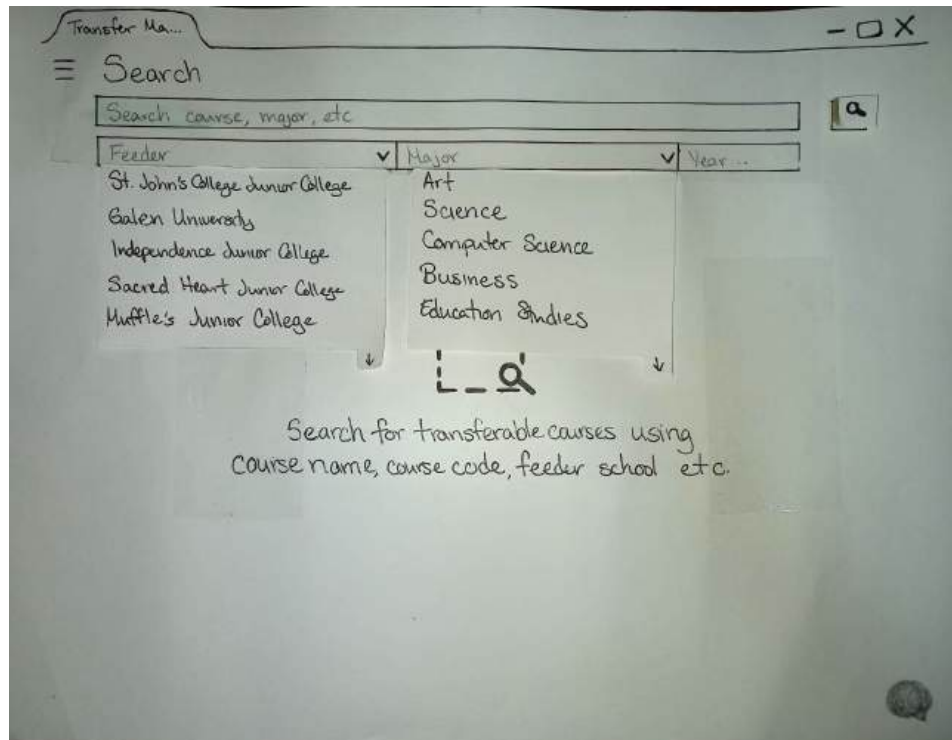 Transfer Ma...
Search
Search course, major, etc
Feeder
Major
Year...
St. John's College Junior College
Galen University
Independence Junior College
Sacred Heart Junior College
Muffle's Junior College
Art
Science
Computer Science
Business
Education Studies
Search for transferable courses using
course name, course code, feeder school etc.